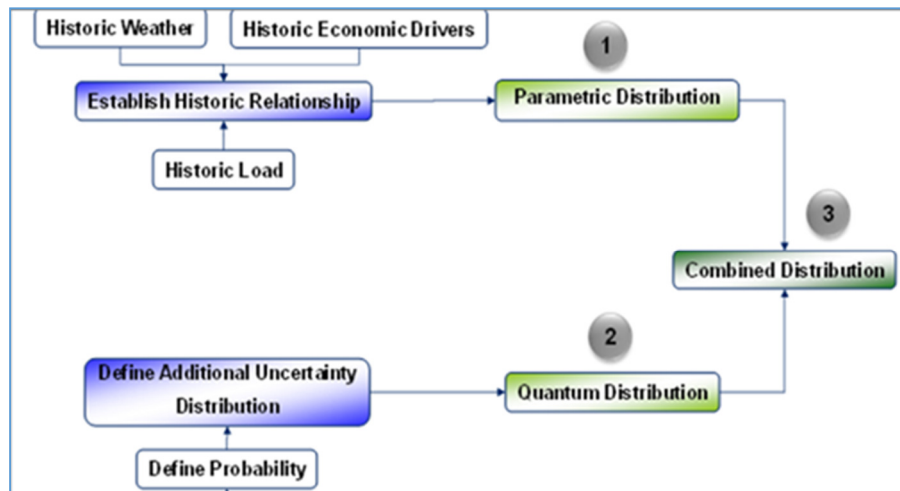 Historic Weather
Historic Economic Drivers
1
Establish Historic Relationship
Parametric Distribution
Historic Load
3
Combined Distribution
2
Define Additional Uncertainty
Distribution
Quantum Distribution
Define Probability